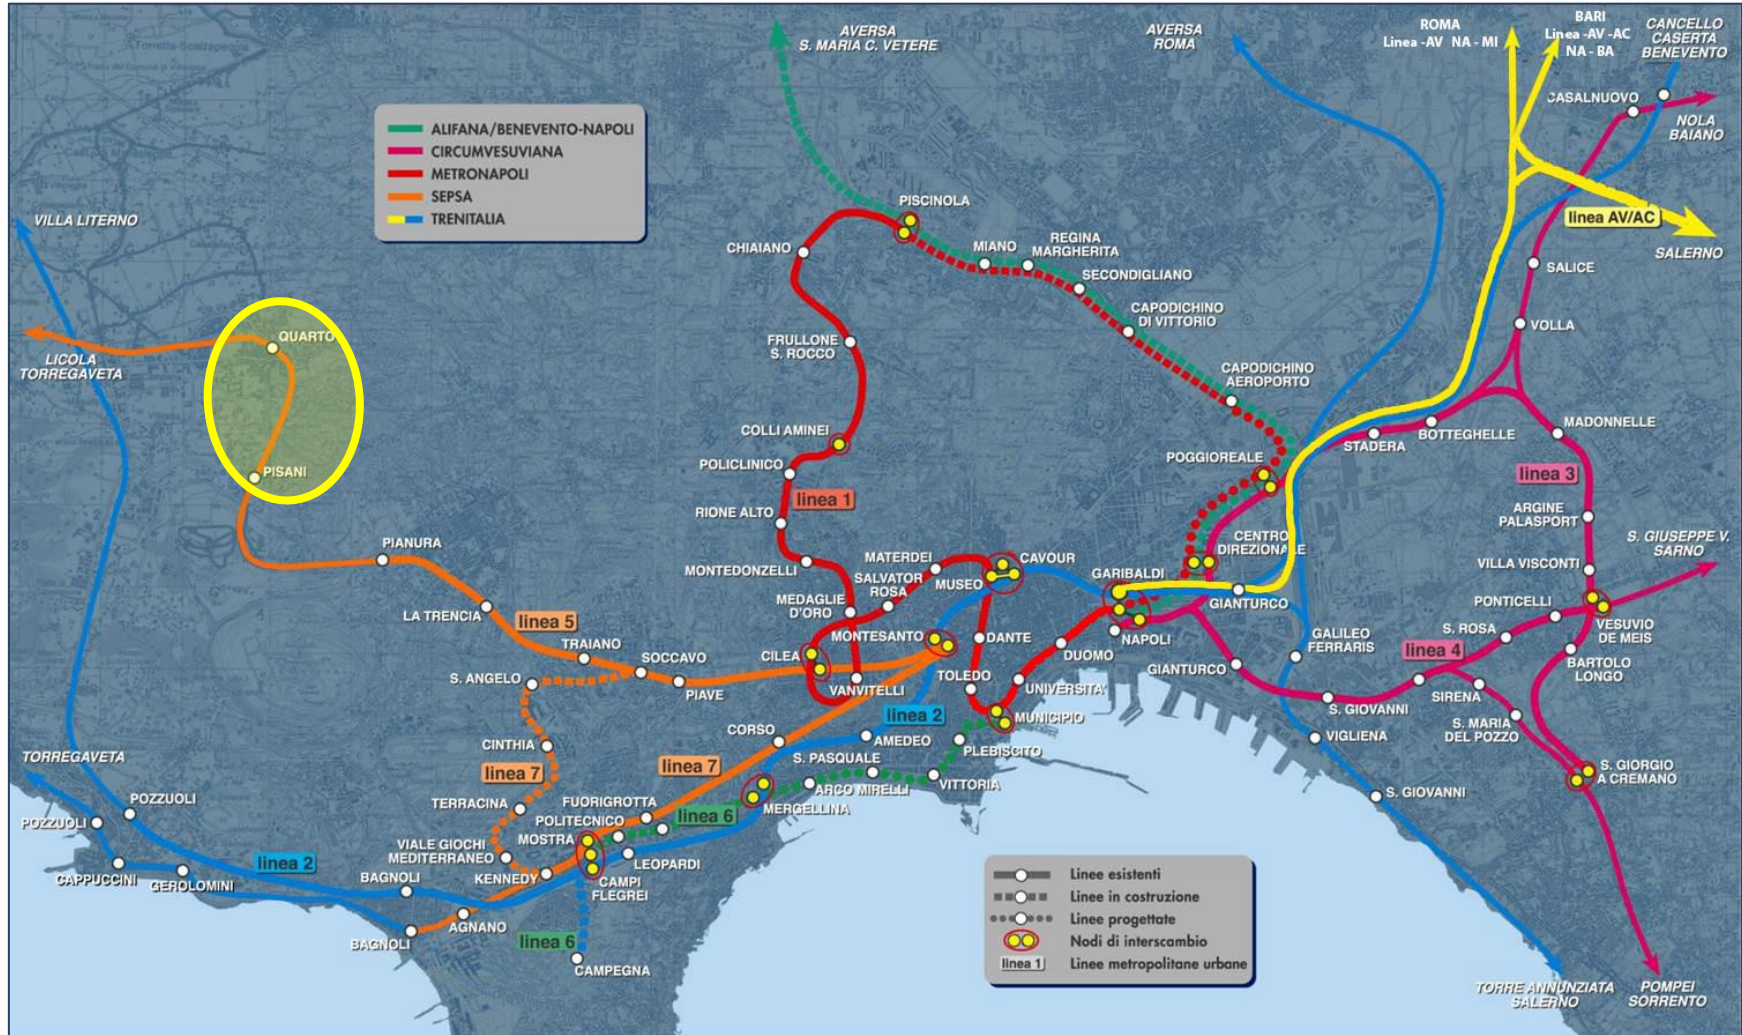 AVERSA
S. MARIA C. VETERE
AVERSA
ROMA
ROMA
Linea -AV NA - MI
BARI
Linea -AV -AC
NA - BA
CANCELLO
CASERTA
BENEVENTO
CASALNUOVO
NOLA
BAIANO
ALIFANA/BENEVENTO-NAPOLI
CIRCUMVESUVIANA
METRONAPOLI
SEPSA
TRENITALIA
VILLA LITERNO
PISCINOLA
CHIAIANO
MIANO
REGINA
MARGHERITA
SECONDIGLIANO
CAPODICHINO
DI VITTORIO
linea AV/AC
SALERNO
SALICE
VOLLA
QUARTO
LICOLA
TORREGAVETA
FRULLONE
S. ROCCO
CAPODICHINO
AEROPORTO
COLLI AMINEI
POLICLINICO
POGGIOREALE
STADERA
BOTTEGHELLE
MADONNELLE
PISANI
linea 1
linea 3
RIONE ALTO
ARGINE
PALASPORT
PIANURA
MONTEDONZELLI
MATERDEI
MUSEO
CAVOUR
CENTRO
DIREZIONALE
S. GIUSEPPE V.
SARNO
VILLA VISCONTI
GARIBALDI
GIANTURCO
SALVATOR
ROSA
MEDAGLIE
D'ORO
LA TRENCIA
linea 5
PONTICELLI
S. ROSA
VESUVIO
DE MEIS
TRAIANO
SOCCAVO
CILEA
MONTESANTO
DANTE
NAPOLI
DUOMO
GALILEO
FERRARIS
GIANTURCO
linea 4
BARTOLO
LONGO
S. ANGELO
PIAVE
VANVITELLI
TOLEDO
UNIVERSITA'
SIRENA
S. GIOVANNI
MUNICIPIO
linea 2
S. MARIA
DEL POZZO
CORSO
AMEDEO
PLEBISCITO
VIGLIENA
CINTHIA
linea 7
linea 7
S. PASQUALE
VITTORIA
ARCO MIRELLI
S. GIORGIO
A CREMANO
TORREGAVETA
POZZUOLI
POZZUOLI
TERRACINA
FUORIGROTTA
POLITECNICO
MOSTRA
linea 6
MERGELLINA
S. GIOVANNI
VIALE GIOCHI
MEDITERRANEO
LEOPARDI
linea 2
CAPPUCCINI
GEROLOMINI
BAGNOLI
KENNEDY
CAMPI
FLEGREI
AGNANO
BAGNOLI
linea 6
CAMPEGNA
Linee esistenti
Linee in costruzione
Linee progettate
Nodi di interscambio
linea 1
Linee metropolitane urbane
TORRE ANNUNZIATA
SALERNO
POMPEI
SORRENTO